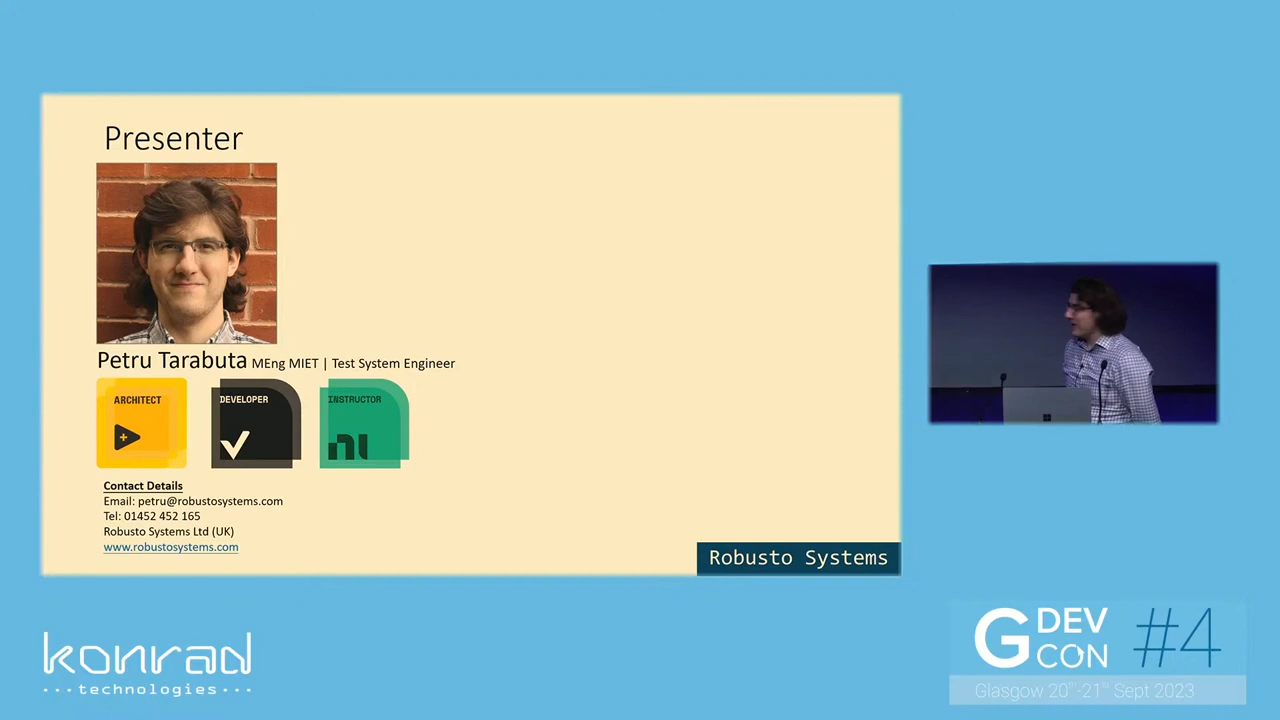 Presenter
Petru Tarabuta MEng MIET | Test System Engineer
ARCHITECT
DEVELOPER
INSTRUCTOR
ni
Contact Details
Email: petru@robustosystems.com
Tel: 01452 452 165
Robusto Systems Ltd (UK)
www.robustosystems.com
Robusto Systems
konrad
···technologies···
G DEV CON #4
Glasgow 20th-21st Sept 2023